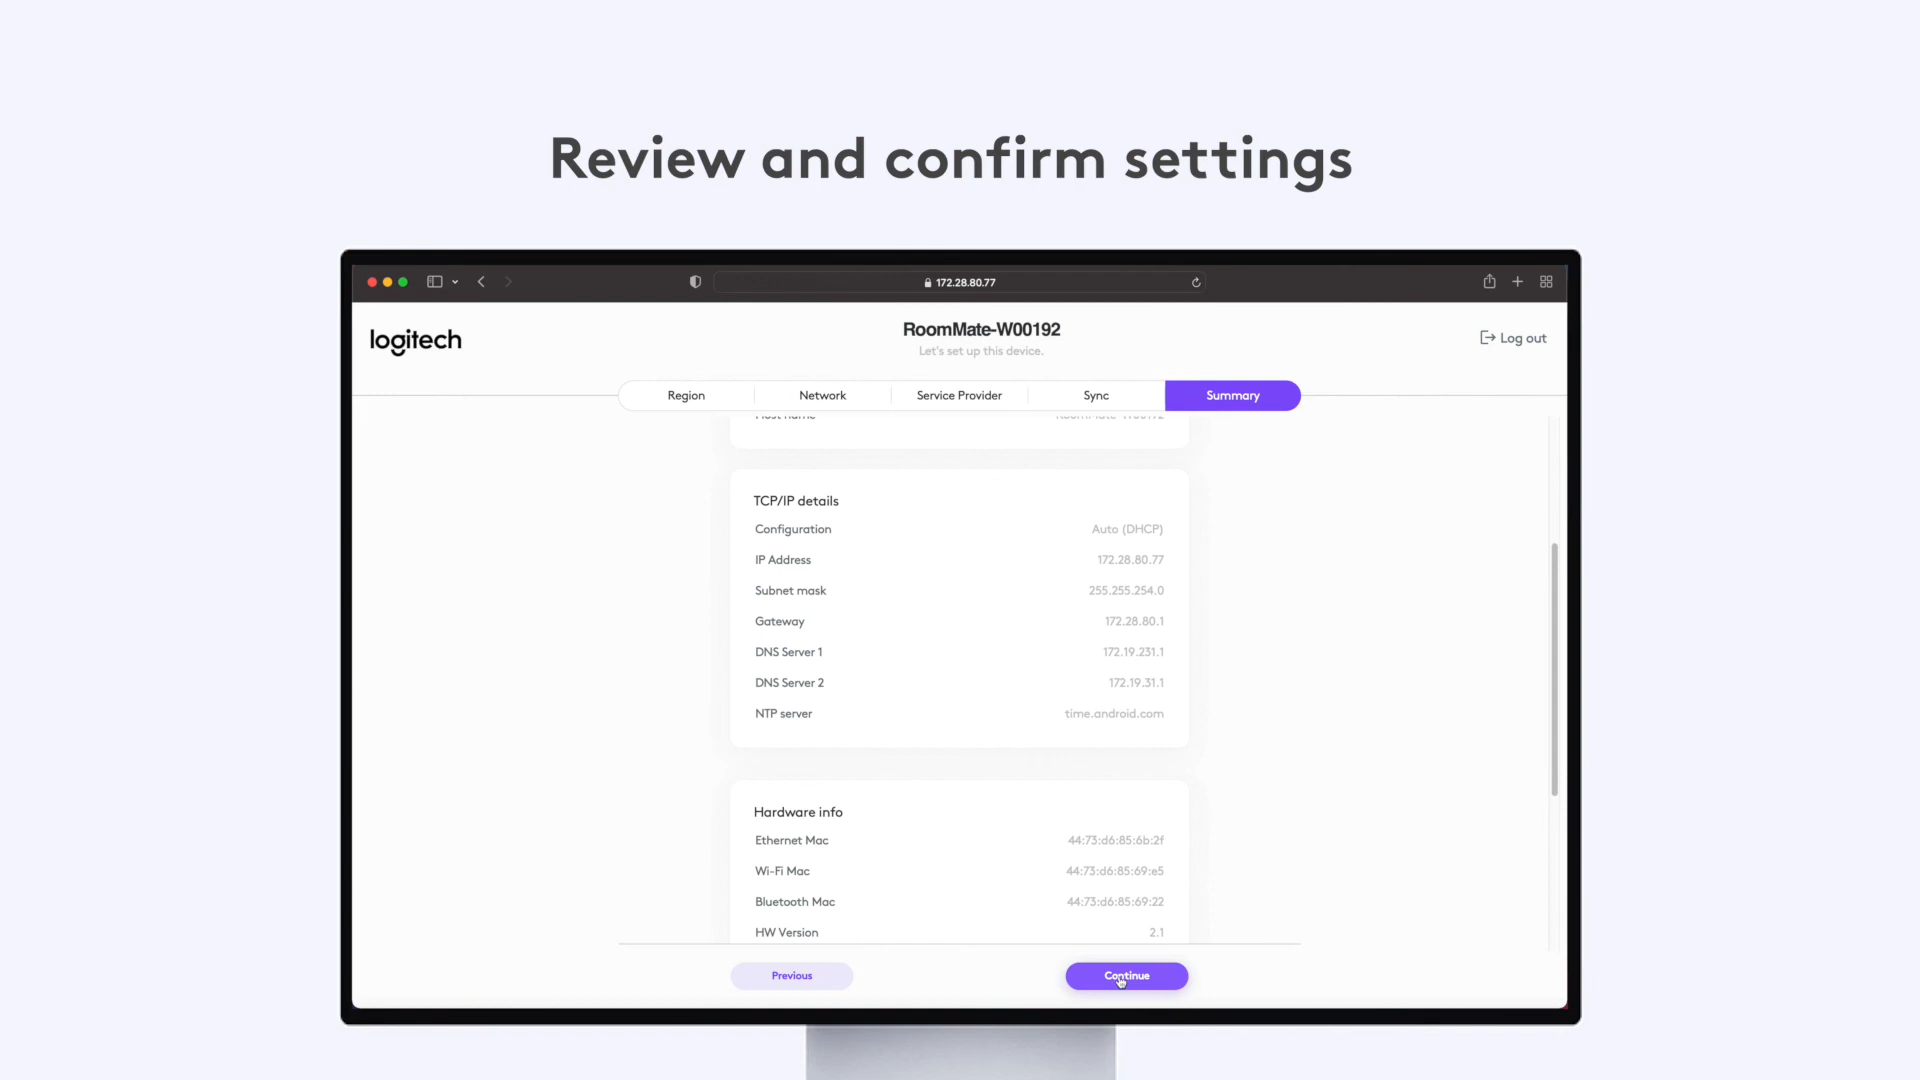 Review and confirm settings
172.28.80.77
logitech
RoomMate-W00192
Let's set up this device.
Log out
Region
Network
Service Provider
Sync
Summary
Host name RoomMate-W00192
TCP/IP details
Configuration Auto (DHCP)
IP Address 172.28.80.77
Subnet mask 255.255.254.0
Gateway 172.28.80.1
DNS Server 1 172.19.231.1
DNS Server 2 172.19.31.1
NTP server time.android.com
Hardware info
Ethernet Mac 44:73:d6:85:6b:2f
Wi-Fi Mac 44:73:d6:85:69:e5
Bluetooth Mac 44:73:d6:85:69:22
HW Version 2.1
Previous
Continue